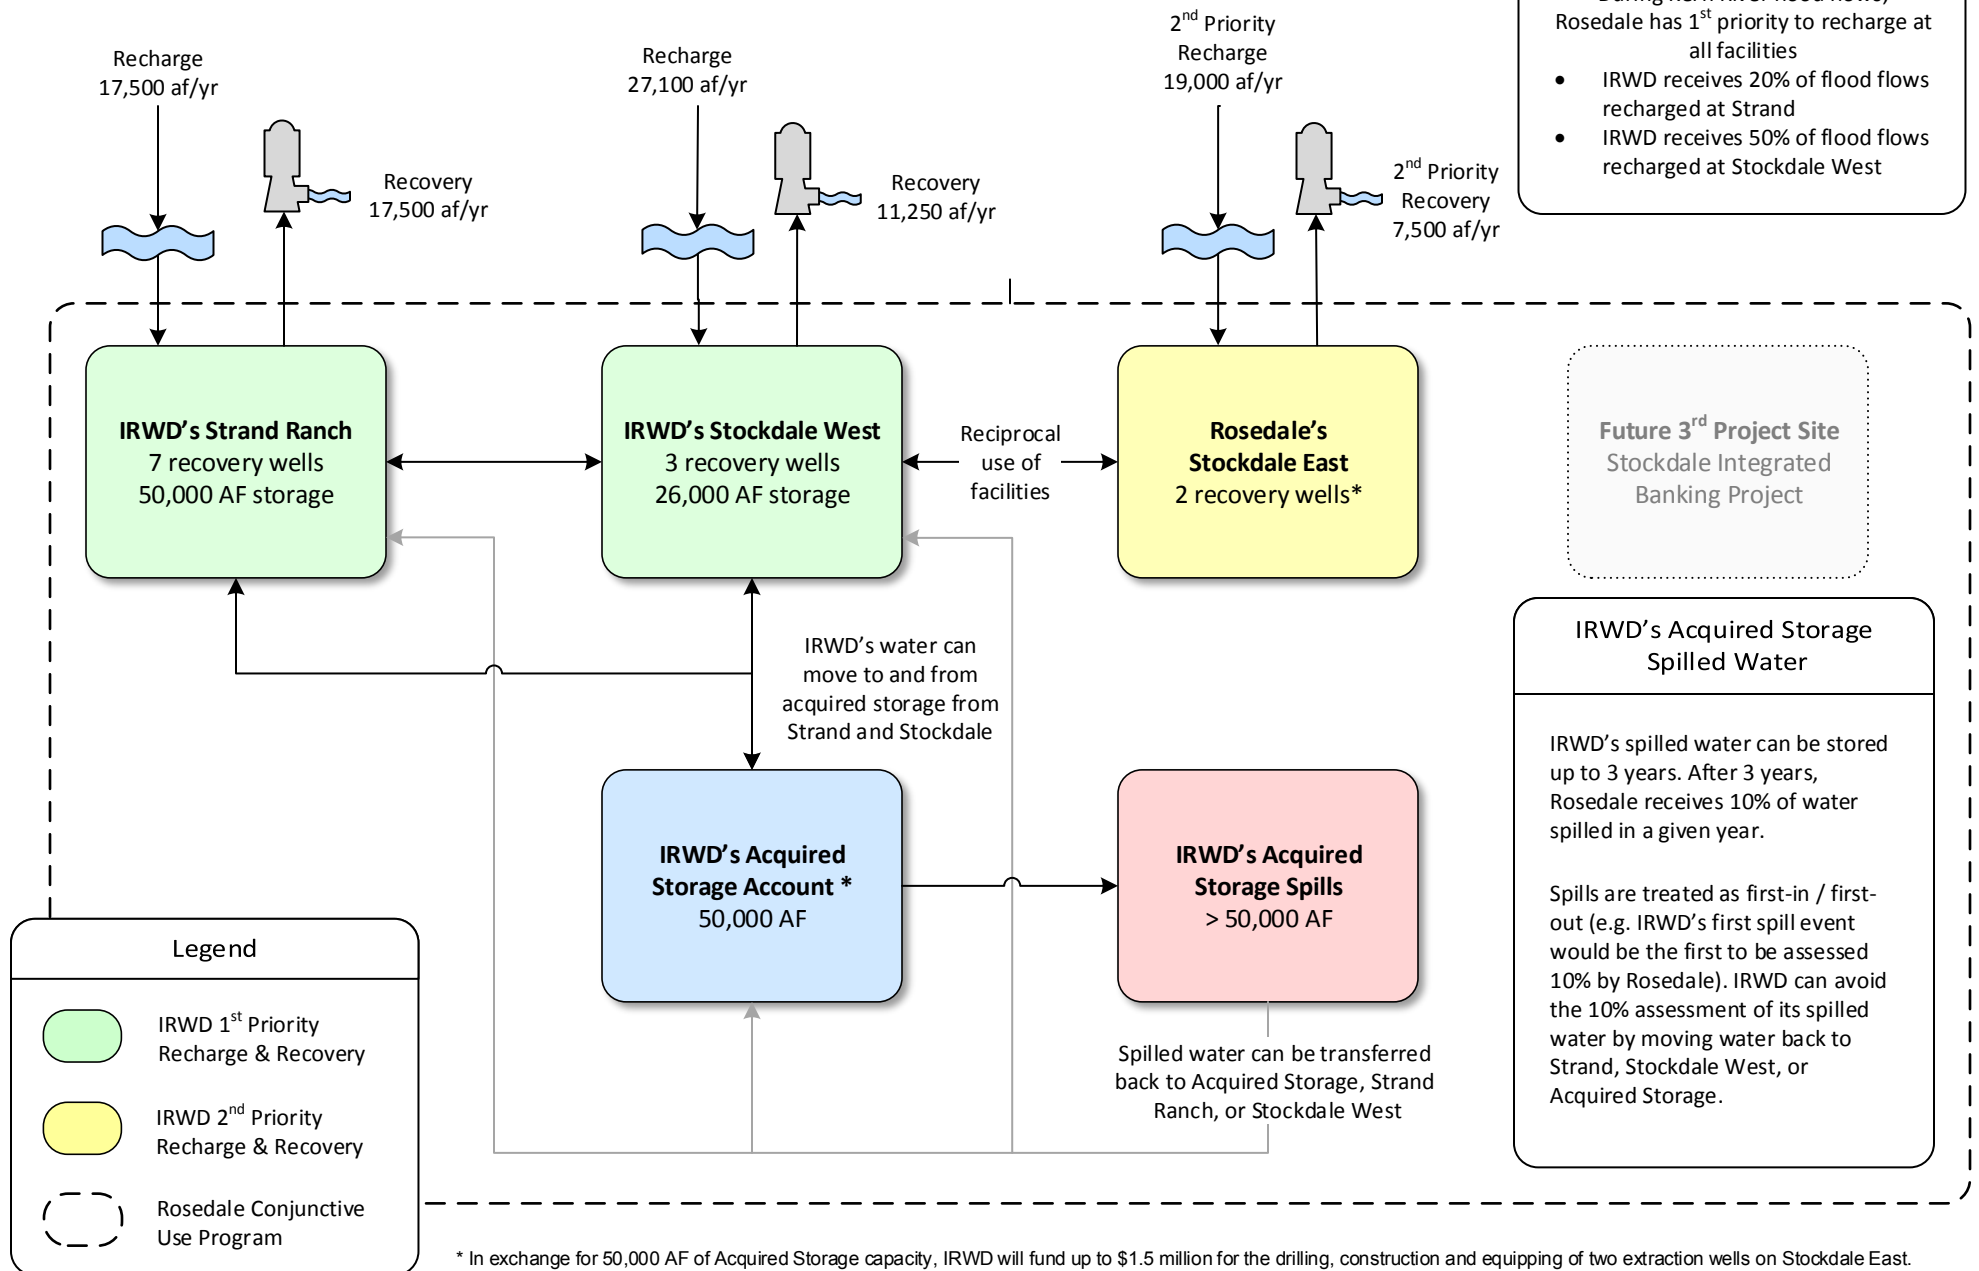 Recharge
17,500 af/yr
Recovery
17,500 af/yr
Recharge
27,100 af/yr
Recovery
11,250 af/yr
2nd Priority
Recharge
19,000 af/yr
2nd Priority
Recovery
7,500 af/yr
Rosedale has 1st priority to recharge at
all facilities
• IRWD receives 20% of flood flows
recharged at Strand
• IRWD receives 50% of flood flows
recharged at Stockdale West
IRWD's Strand Ranch
7 recovery wells
50,000 AF storage
IRWD's Stockdale West
3 recovery wells
26,000 AF storage
Reciprocal
use of
facilities
Rosedale's
Stockdale East
2 recovery wells*
Future 3rd Project Site
Stockdale Integrated
Banking Project
IRWD's water can
move to and from
acquired storage from
Strand and Stockdale
IRWD's Acquired
Storage Account *
50,000 AF
IRWD's Acquired
Storage Spills
> 50,000 AF
Spilled water can be transferred
back to Acquired Storage, Strand
Ranch, or Stockdale West
IRWD's Acquired Storage
Spilled Water
IRWD's spilled water can be stored
up to 3 years. After 3 years,
Rosedale receives 10% of water
spilled in a given year.
Spills are treated as first-in / first-
out (e.g. IRWD's first spill event
would be the first to be assessed
10% by Rosedale). IRWD can avoid
the 10% assessment of its spilled
water by moving water back to
Strand, Stockdale West, or
Acquired Storage.
Legend
IRWD 1st Priority
Recharge & Recovery
IRWD 2nd Priority
Recharge & Recovery
Rosedale Conjunctive
Use Program
* In exchange for 50,000 AF of Acquired Storage capacity, IRWD will fund up to $1.5 million for the drilling, construction and equipping of two extraction wells on Stockdale East.